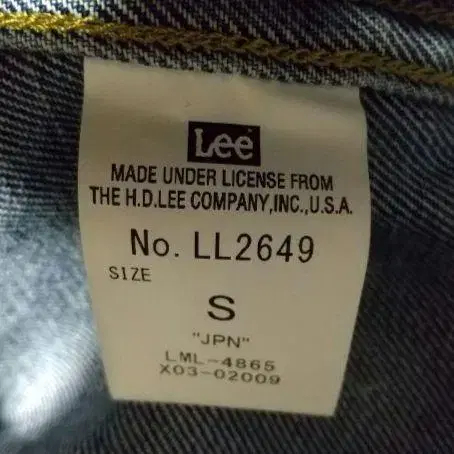 Lee
MADE UNDER LICENSE FROM
THE H.D.LEE COMPANY,INC.,U.S.A.
No. LL2649
SIZE
S
"JPN"
LML-4865
X03-02009